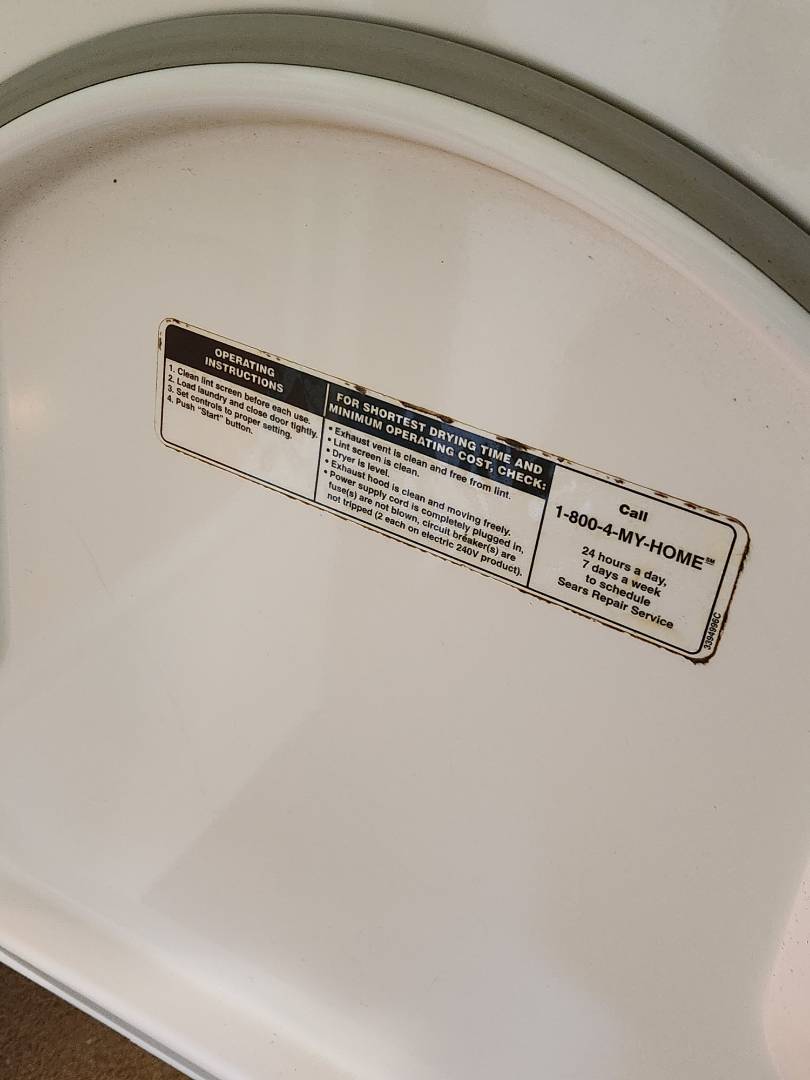 OPERATING
INSTRUCTIONS
1. Clean lint screen before each use.
2. Load laundry and close door tightly.
3. Set controls to proper setting.
4. Push "Start" button.
FOR SHORTEST DRYING TIME AND
MINIMUM OPERATING COST, CHECK:
• Exhaust vent is clean and free from lint.
• Lint screen is clean.
• Dryer is level.
• Exhaust hood is clean and moving freely.
• Power supply cord is completely plugged in,
fuse(s) are not blown, circuit breaker(s) are
not tripped (2 each on electric 240V product).
Call
1-800-4-MY-HOME℠
24 hours a day,
7 days a week
to schedule
Sears Repair Service
3394996C